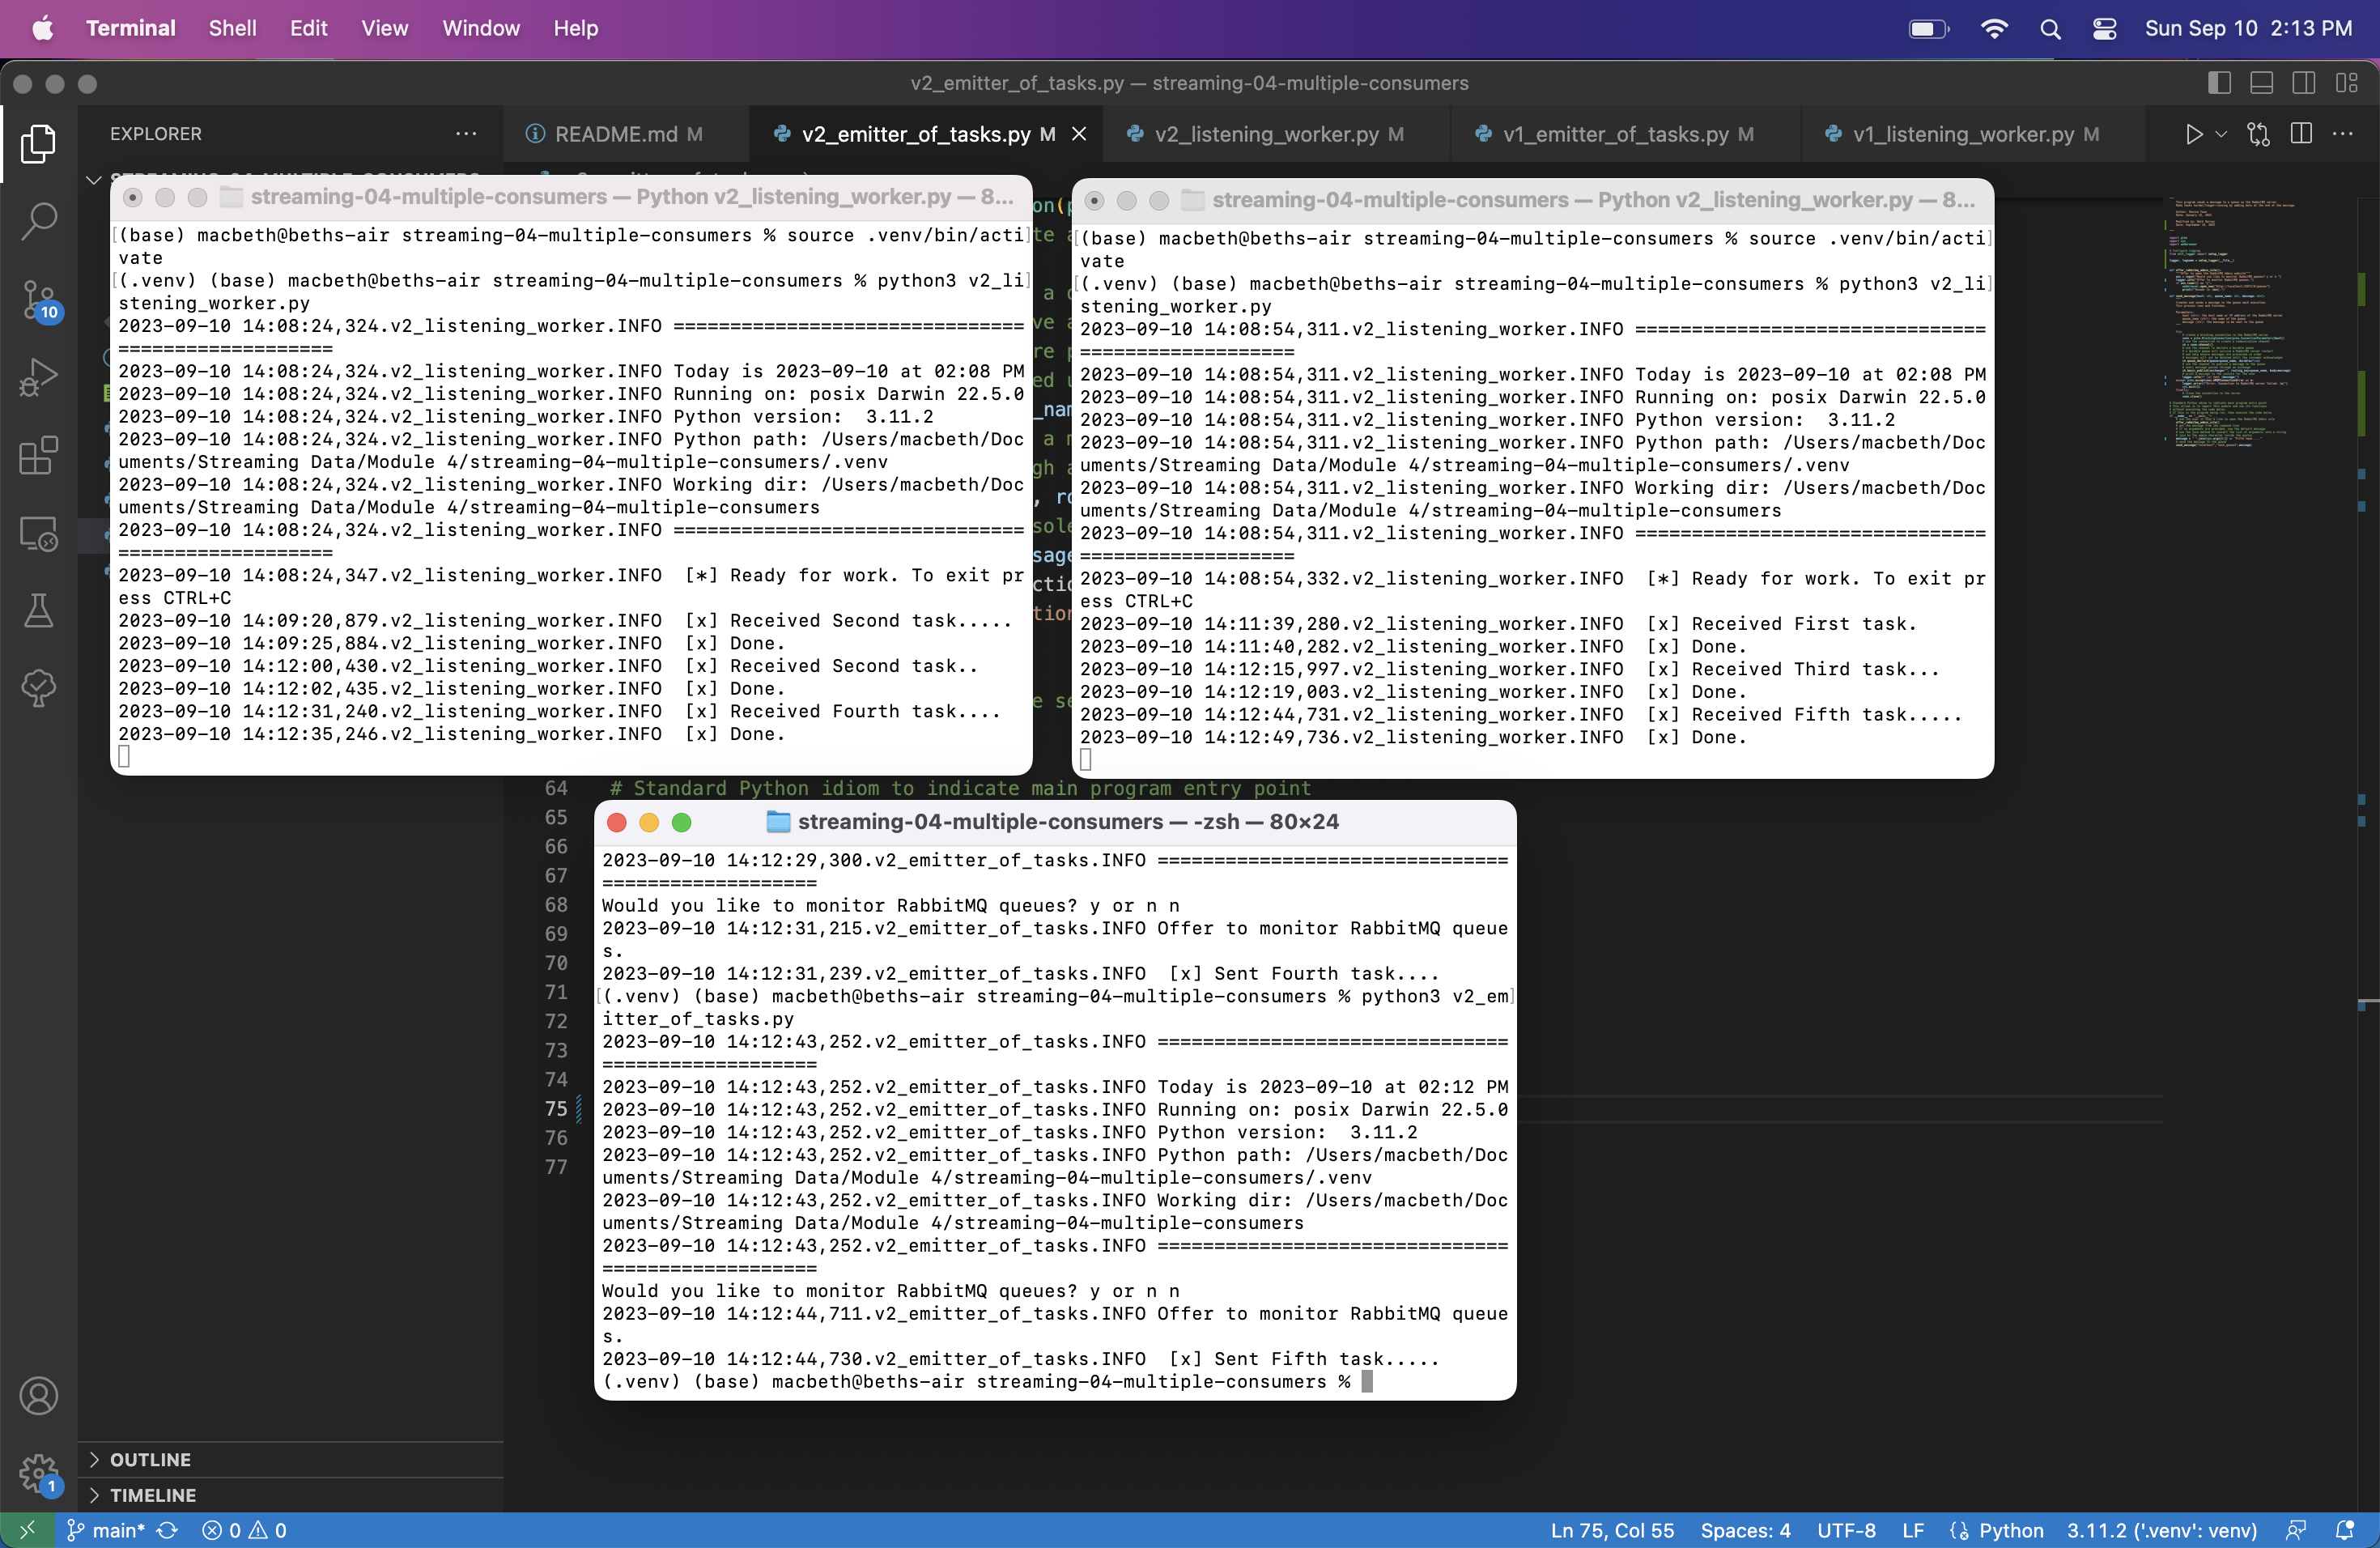 Terminal Shell Edit View Window Help Sun Sep 10 2:13 PM
v2_emitter_of_tasks.py — streaming-04-multiple-consumers
EXPLORER
README.md M
v2_emitter_of_tasks.py M
v2_listening_worker.py M
v1_emitter_of_tasks.py M
v1_listening_worker.py M
10
streaming-04-multiple-consumers — Python v2_listening_worker.py — 8...
(base) macbeth@beths-air streaming-04-multiple-consumers % source .venv/bin/acti
vate
(.venv) (base) macbeth@beths-air streaming-04-multiple-consumers % python3 v2_li
stening_worker.py
2023-09-10 14:08:24,324.v2_listening_worker.INFO ===============================
===================
2023-09-10 14:08:24,324.v2_listening_worker.INFO Today is 2023-09-10 at 02:08 PM
2023-09-10 14:08:24,324.v2_listening_worker.INFO Running on: posix Darwin 22.5.0
2023-09-10 14:08:24,324.v2_listening_worker.INFO Python version:  3.11.2
2023-09-10 14:08:24,324.v2_listening_worker.INFO Python path: /Users/macbeth/Doc
uments/Streaming Data/Module 4/streaming-04-multiple-consumers/.venv
2023-09-10 14:08:24,324.v2_listening_worker.INFO Working dir: /Users/macbeth/Doc
uments/Streaming Data/Module 4/streaming-04-multiple-consumers
2023-09-10 14:08:24,324.v2_listening_worker.INFO ===============================
===================
2023-09-10 14:08:24,347.v2_listening_worker.INFO  [*] Ready for work. To exit pr
ess CTRL+C
2023-09-10 14:09:20,879.v2_listening_worker.INFO  [x] Received Second task.....
2023-09-10 14:09:25,884.v2_listening_worker.INFO  [x] Done.
2023-09-10 14:12:00,430.v2_listening_worker.INFO  [x] Received Second task..
2023-09-10 14:12:02,435.v2_listening_worker.INFO  [x] Done.
2023-09-10 14:12:31,240.v2_listening_worker.INFO  [x] Received Fourth task....
2023-09-10 14:12:35,246.v2_listening_worker.INFO  [x] Done.
streaming-04-multiple-consumers — Python v2_listening_worker.py — 8...
(base) macbeth@beths-air streaming-04-multiple-consumers % source .venv/bin/acti
vate
(.venv) (base) macbeth@beths-air streaming-04-multiple-consumers % python3 v2_li
stening_worker.py
2023-09-10 14:08:54,311.v2_listening_worker.INFO ===============================
===================
2023-09-10 14:08:54,311.v2_listening_worker.INFO Today is 2023-09-10 at 02:08 PM
2023-09-10 14:08:54,311.v2_listening_worker.INFO Running on: posix Darwin 22.5.0
2023-09-10 14:08:54,311.v2_listening_worker.INFO Python version:  3.11.2
2023-09-10 14:08:54,311.v2_listening_worker.INFO Python path: /Users/macbeth/Doc
uments/Streaming Data/Module 4/streaming-04-multiple-consumers/.venv
2023-09-10 14:08:54,311.v2_listening_worker.INFO Working dir: /Users/macbeth/Doc
uments/Streaming Data/Module 4/streaming-04-multiple-consumers
2023-09-10 14:08:54,311.v2_listening_worker.INFO ===============================
===================
2023-09-10 14:08:54,332.v2_listening_worker.INFO  [*] Ready for work. To exit pr
ess CTRL+C
2023-09-10 14:11:39,280.v2_listening_worker.INFO  [x] Received First task.
2023-09-10 14:11:40,282.v2_listening_worker.INFO  [x] Done.
2023-09-10 14:12:15,997.v2_listening_worker.INFO  [x] Received Third task...
2023-09-10 14:12:19,003.v2_listening_worker.INFO  [x] Done.
2023-09-10 14:12:44,731.v2_listening_worker.INFO  [x] Received Fifth task.....
2023-09-10 14:12:49,736.v2_listening_worker.INFO  [x] Done.
64 # Standard Python idiom to indicate main program entry point
65
66
67
68
69
70
71
72
73
74
75
76
77
streaming-04-multiple-consumers — -zsh — 80×24
2023-09-10 14:12:29,300.v2_emitter_of_tasks.INFO ===============================
===================
Would you like to monitor RabbitMQ queues? y or n n
2023-09-10 14:12:31,215.v2_emitter_of_tasks.INFO Offer to monitor RabbitMQ queue
s.
2023-09-10 14:12:31,239.v2_emitter_of_tasks.INFO  [x] Sent Fourth task....
(.venv) (base) macbeth@beths-air streaming-04-multiple-consumers % python3 v2_em
itter_of_tasks.py
2023-09-10 14:12:43,252.v2_emitter_of_tasks.INFO ===============================
===================
2023-09-10 14:12:43,252.v2_emitter_of_tasks.INFO Today is 2023-09-10 at 02:12 PM
2023-09-10 14:12:43,252.v2_emitter_of_tasks.INFO Running on: posix Darwin 22.5.0
2023-09-10 14:12:43,252.v2_emitter_of_tasks.INFO Python version:  3.11.2
2023-09-10 14:12:43,252.v2_emitter_of_tasks.INFO Python path: /Users/macbeth/Doc
uments/Streaming Data/Module 4/streaming-04-multiple-consumers/.venv
2023-09-10 14:12:43,252.v2_emitter_of_tasks.INFO Working dir: /Users/macbeth/Doc
uments/Streaming Data/Module 4/streaming-04-multiple-consumers
2023-09-10 14:12:43,252.v2_emitter_of_tasks.INFO ===============================
===================
Would you like to monitor RabbitMQ queues? y or n n
2023-09-10 14:12:44,711.v2_emitter_of_tasks.INFO Offer to monitor RabbitMQ queue
s.
2023-09-10 14:12:44,730.v2_emitter_of_tasks.INFO  [x] Sent Fifth task.....
(.venv) (base) macbeth@beths-air streaming-04-multiple-consumers %
OUTLINE
1
TIMELINE
main* 0 0 Ln 75, Col 55 Spaces: 4 UTF-8 LF Python 3.11.2 ('.venv': venv)